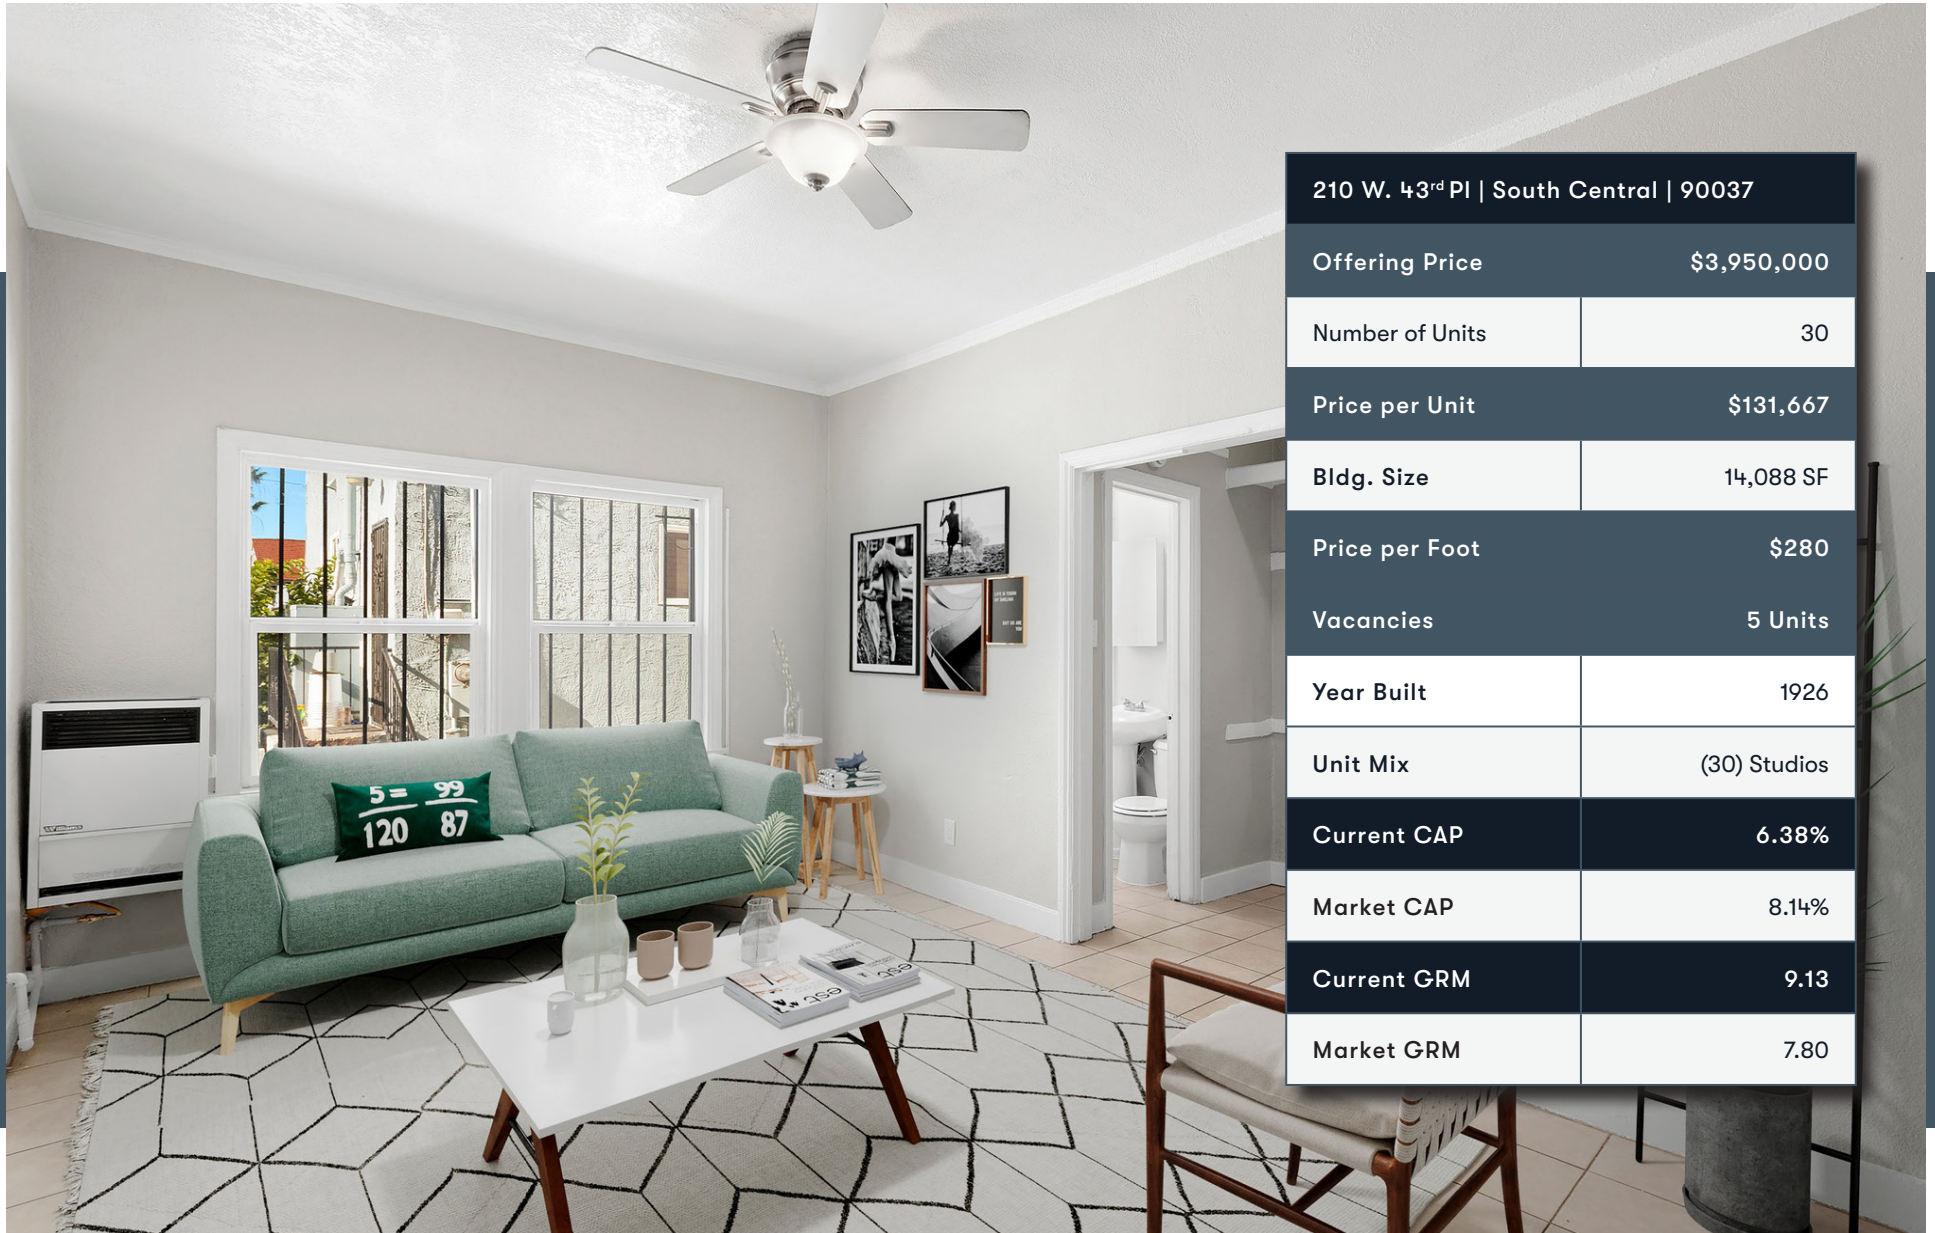 210 W. 43rd Pl | South Central | 90037
Offering Price $3,950,000
Number of Units 30
Price per Unit $131,667
Bldg. Size 14,088 SF
Price per Foot $280
Vacancies 5 Units
Year Built 1926
Unit Mix (30) Studios
Current CAP 6.38%
Market CAP 8.14%
Current GRM 9.13
Market GRM 7.80
5 = 99
120 87
Williams
est
est